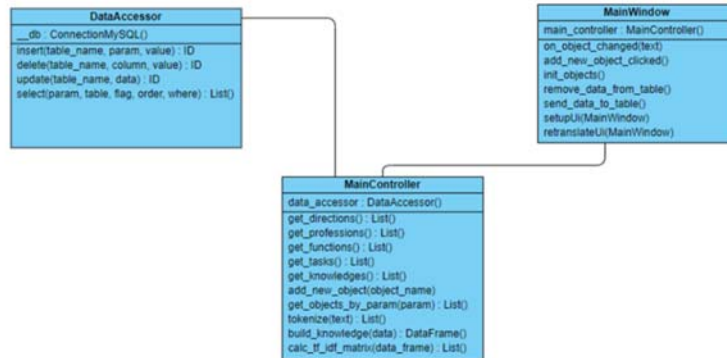 DataAccessor
__db : ConnectionMySQL()
insert(table_name, param, value) : ID
delete(table_name, column, value) : ID
update(table_name, data) : ID
select(param, table, flag, order, where) : List()
MainWindow
main_controller : MainController()
on_object_changed(text)
add_new_object_clicked()
init_objects()
remove_data_from_table()
send_data_to_table()
setupUi(MainWindow)
retranslateUi(MainWindow)
MainController
data_accessor : DataAccessor()
get_directions() : List()
get_professions() : List()
get_functions() : List()
get_tasks() : List()
get_knowledges() : List()
add_new_object(object_name)
get_objects_by_param(param) : List()
tokenize(text) : List()
build_knowledge(data) : DataFrame()
calc_tf_idf_matrix(data_frame) : List()